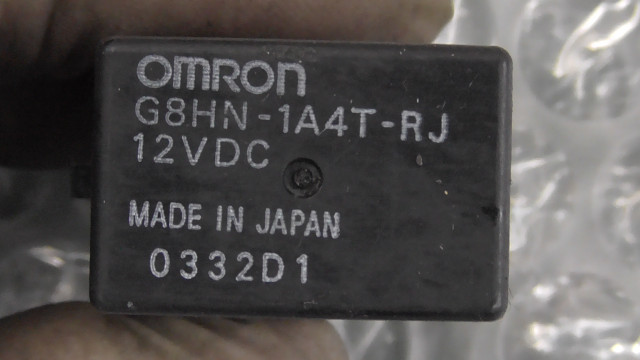 OMRON
G8HN-1A4T-RJ
12VDC
MADE IN JAPAN
0332D1